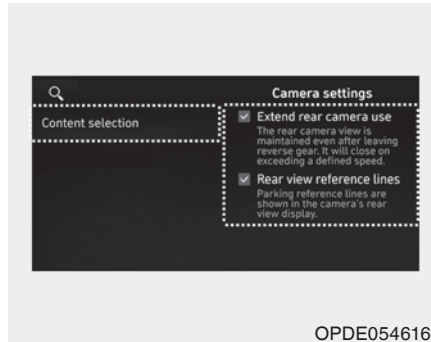 Camera settings
Content selection
Extend rear camera use
The rear camera view is
maintained even after leaving
reverse gear. It will close on
exceeding a defined speed.
Rear view reference lines
Parking reference lines are
shown in the camera's rear
view display.
OPDE054616